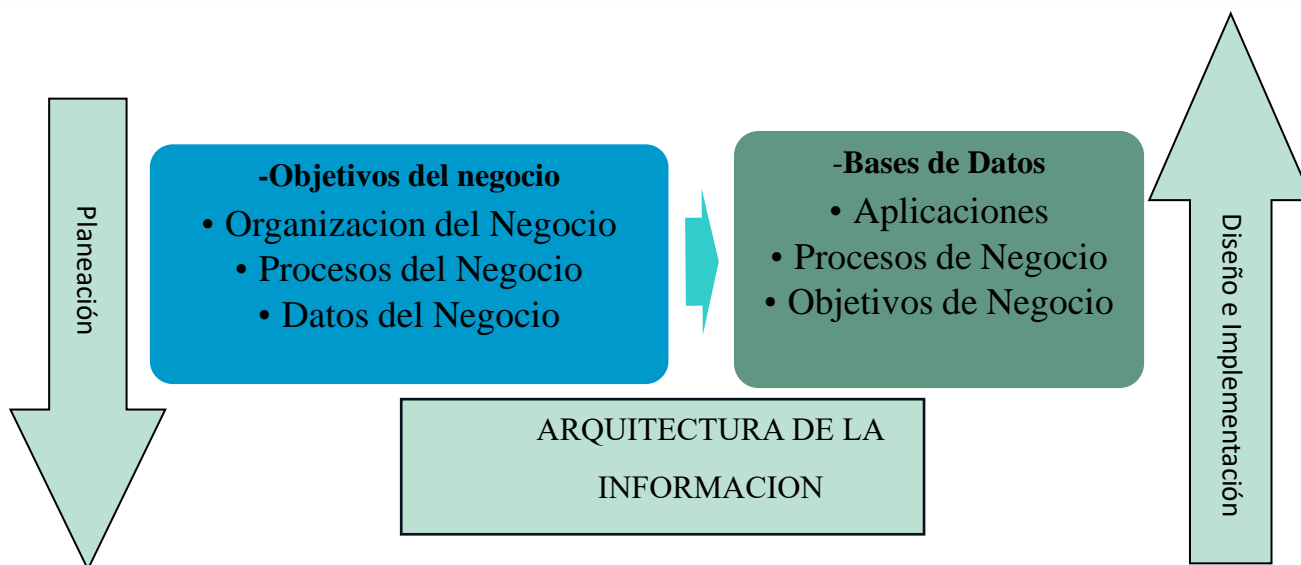 Planeación
-Objetivos del negocio
• Organizacion del Negocio
• Procesos del Negocio
• Datos del Negocio
-Bases de Datos
• Aplicaciones
• Procesos de Negocio
• Objetivos de Negocio
Diseño e Implementación
ARQUITECTURA DE LA
INFORMACION